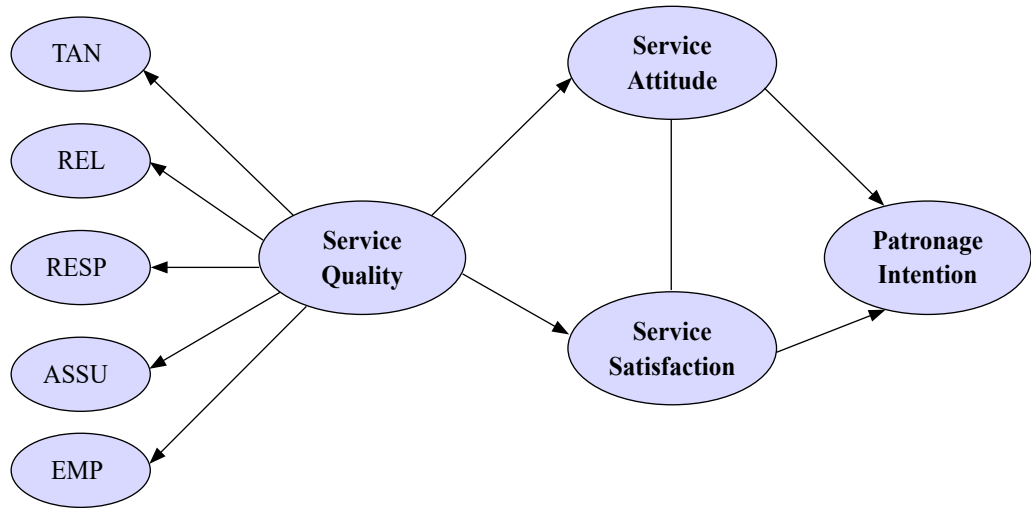 TAN
REL
RESP
ASSU
EMP
Service
Quality
Service
Attitude
Service
Satisfaction
Patronage
Intention